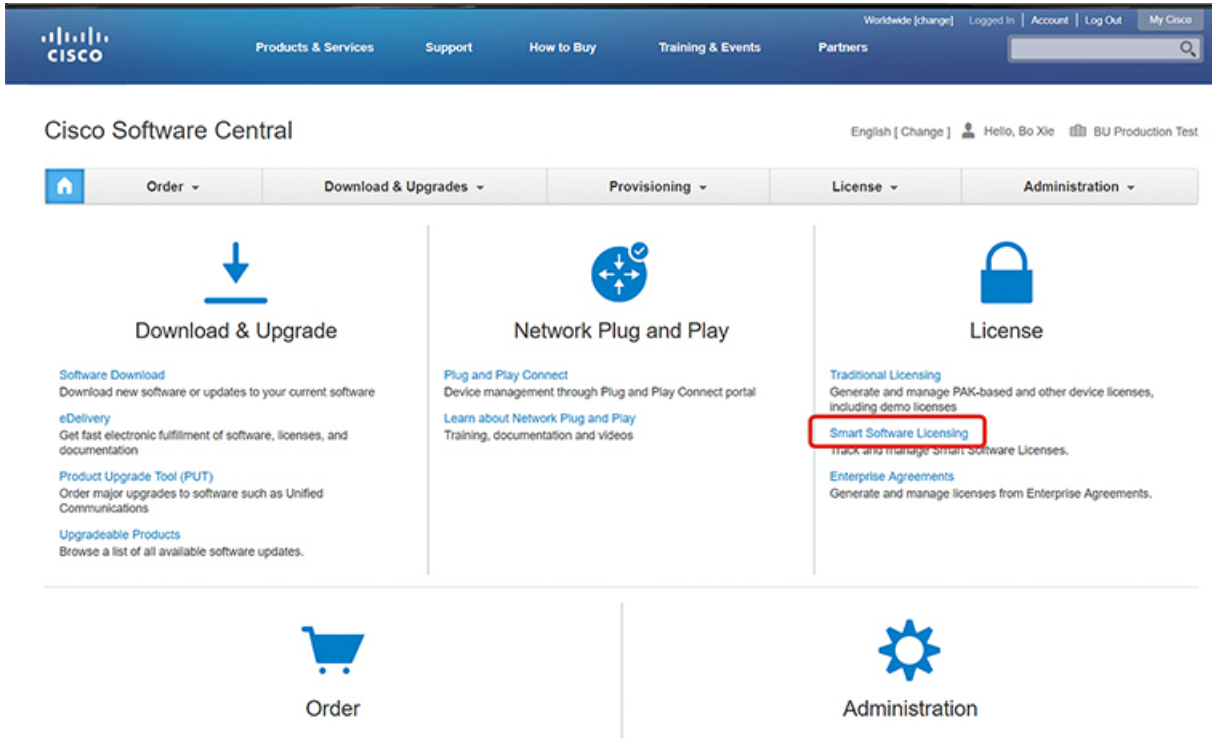 Worldwide [change] Logged In | Account | Log Out My Cisco
CISCO
Products & Services Support How to Buy Training & Events Partners
Cisco Software Central
English [ Change ] Hello, Bo Xie BU Production Test
Order Download & Upgrades Provisioning License Administration
Download & Upgrade
Software Download
Download new software or updates to your current software
eDelivery
Get fast electronic fulfillment of software, licenses, and
documentation
Product Upgrade Tool (PUT)
Order major upgrades to software such as Unified
Communications
Upgradeable Products
Browse a list of all available software updates.
Network Plug and Play
Plug and Play Connect
Device management through Plug and Play Connect portal
Learn about Network Plug and Play
Training, documentation and videos
License
Traditional Licensing
Generate and manage PAK-based and other device licenses,
including demo licenses
Smart Software Licensing
Track and manage Smart Software Licenses.
Enterprise Agreements
Generate and manage licenses from Enterprise Agreements.
Order
Administration